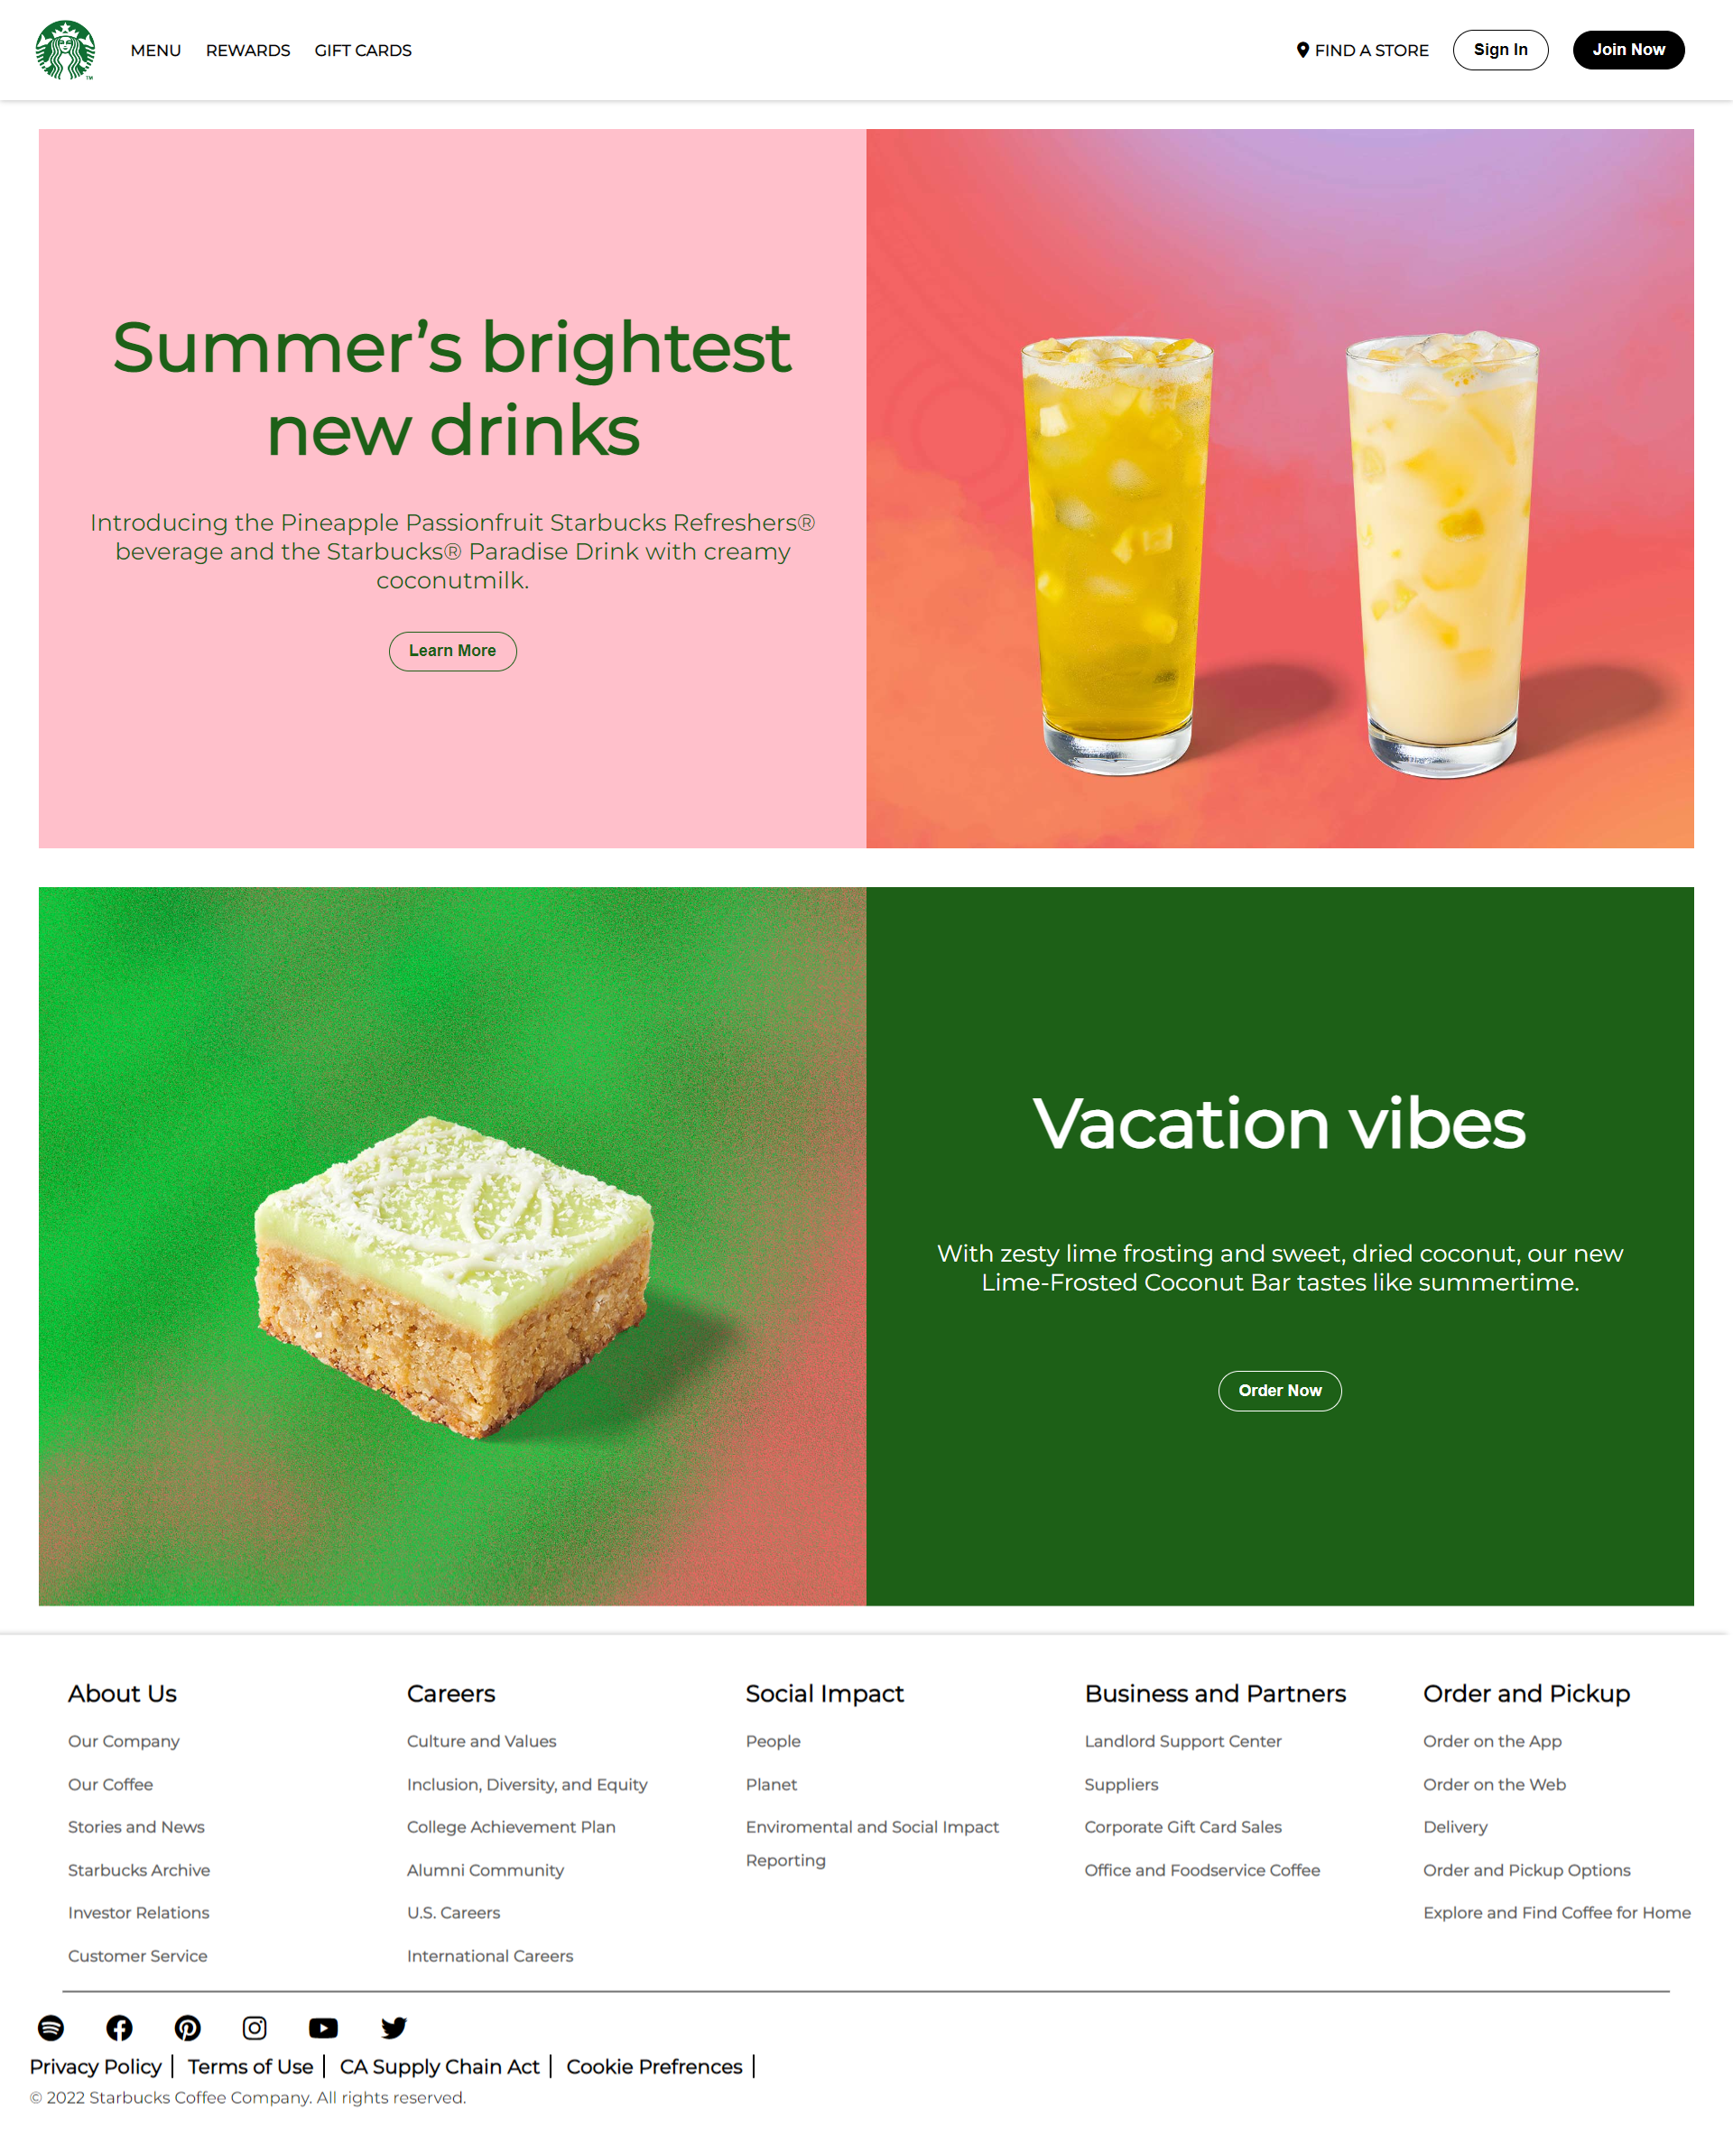 MENU REWARDS GIFT CARDS FIND A STORE Sign In Join Now
TM
Summer’s brightest
new drinks
Introducing the Pineapple Passionfruit Starbucks Refreshers®
beverage and the Starbucks® Paradise Drink with creamy
coconutmilk.
Learn More
Vacation vibes
With zesty lime frosting and sweet, dried coconut, our new
Lime-Frosted Coconut Bar tastes like summertime.
Order Now
About Us
Our Company
Our Coffee
Stories and News
Starbucks Archive
Investor Relations
Customer Service
Careers
Culture and Values
Inclusion, Diversity, and Equity
College Achievement Plan
Alumni Community
U.S. Careers
International Careers
Social Impact
People
Planet
Enviromental and Social Impact
Reporting
Business and Partners
Landlord Support Center
Suppliers
Corporate Gift Card Sales
Office and Foodservice Coffee
Order and Pickup
Order on the App
Order on the Web
Delivery
Order and Pickup Options
Explore and Find Coffee for Home
Privacy Policy | Terms of Use | CA Supply Chain Act | Cookie Prefrences |
© 2022 Starbucks Coffee Company. All rights reserved.